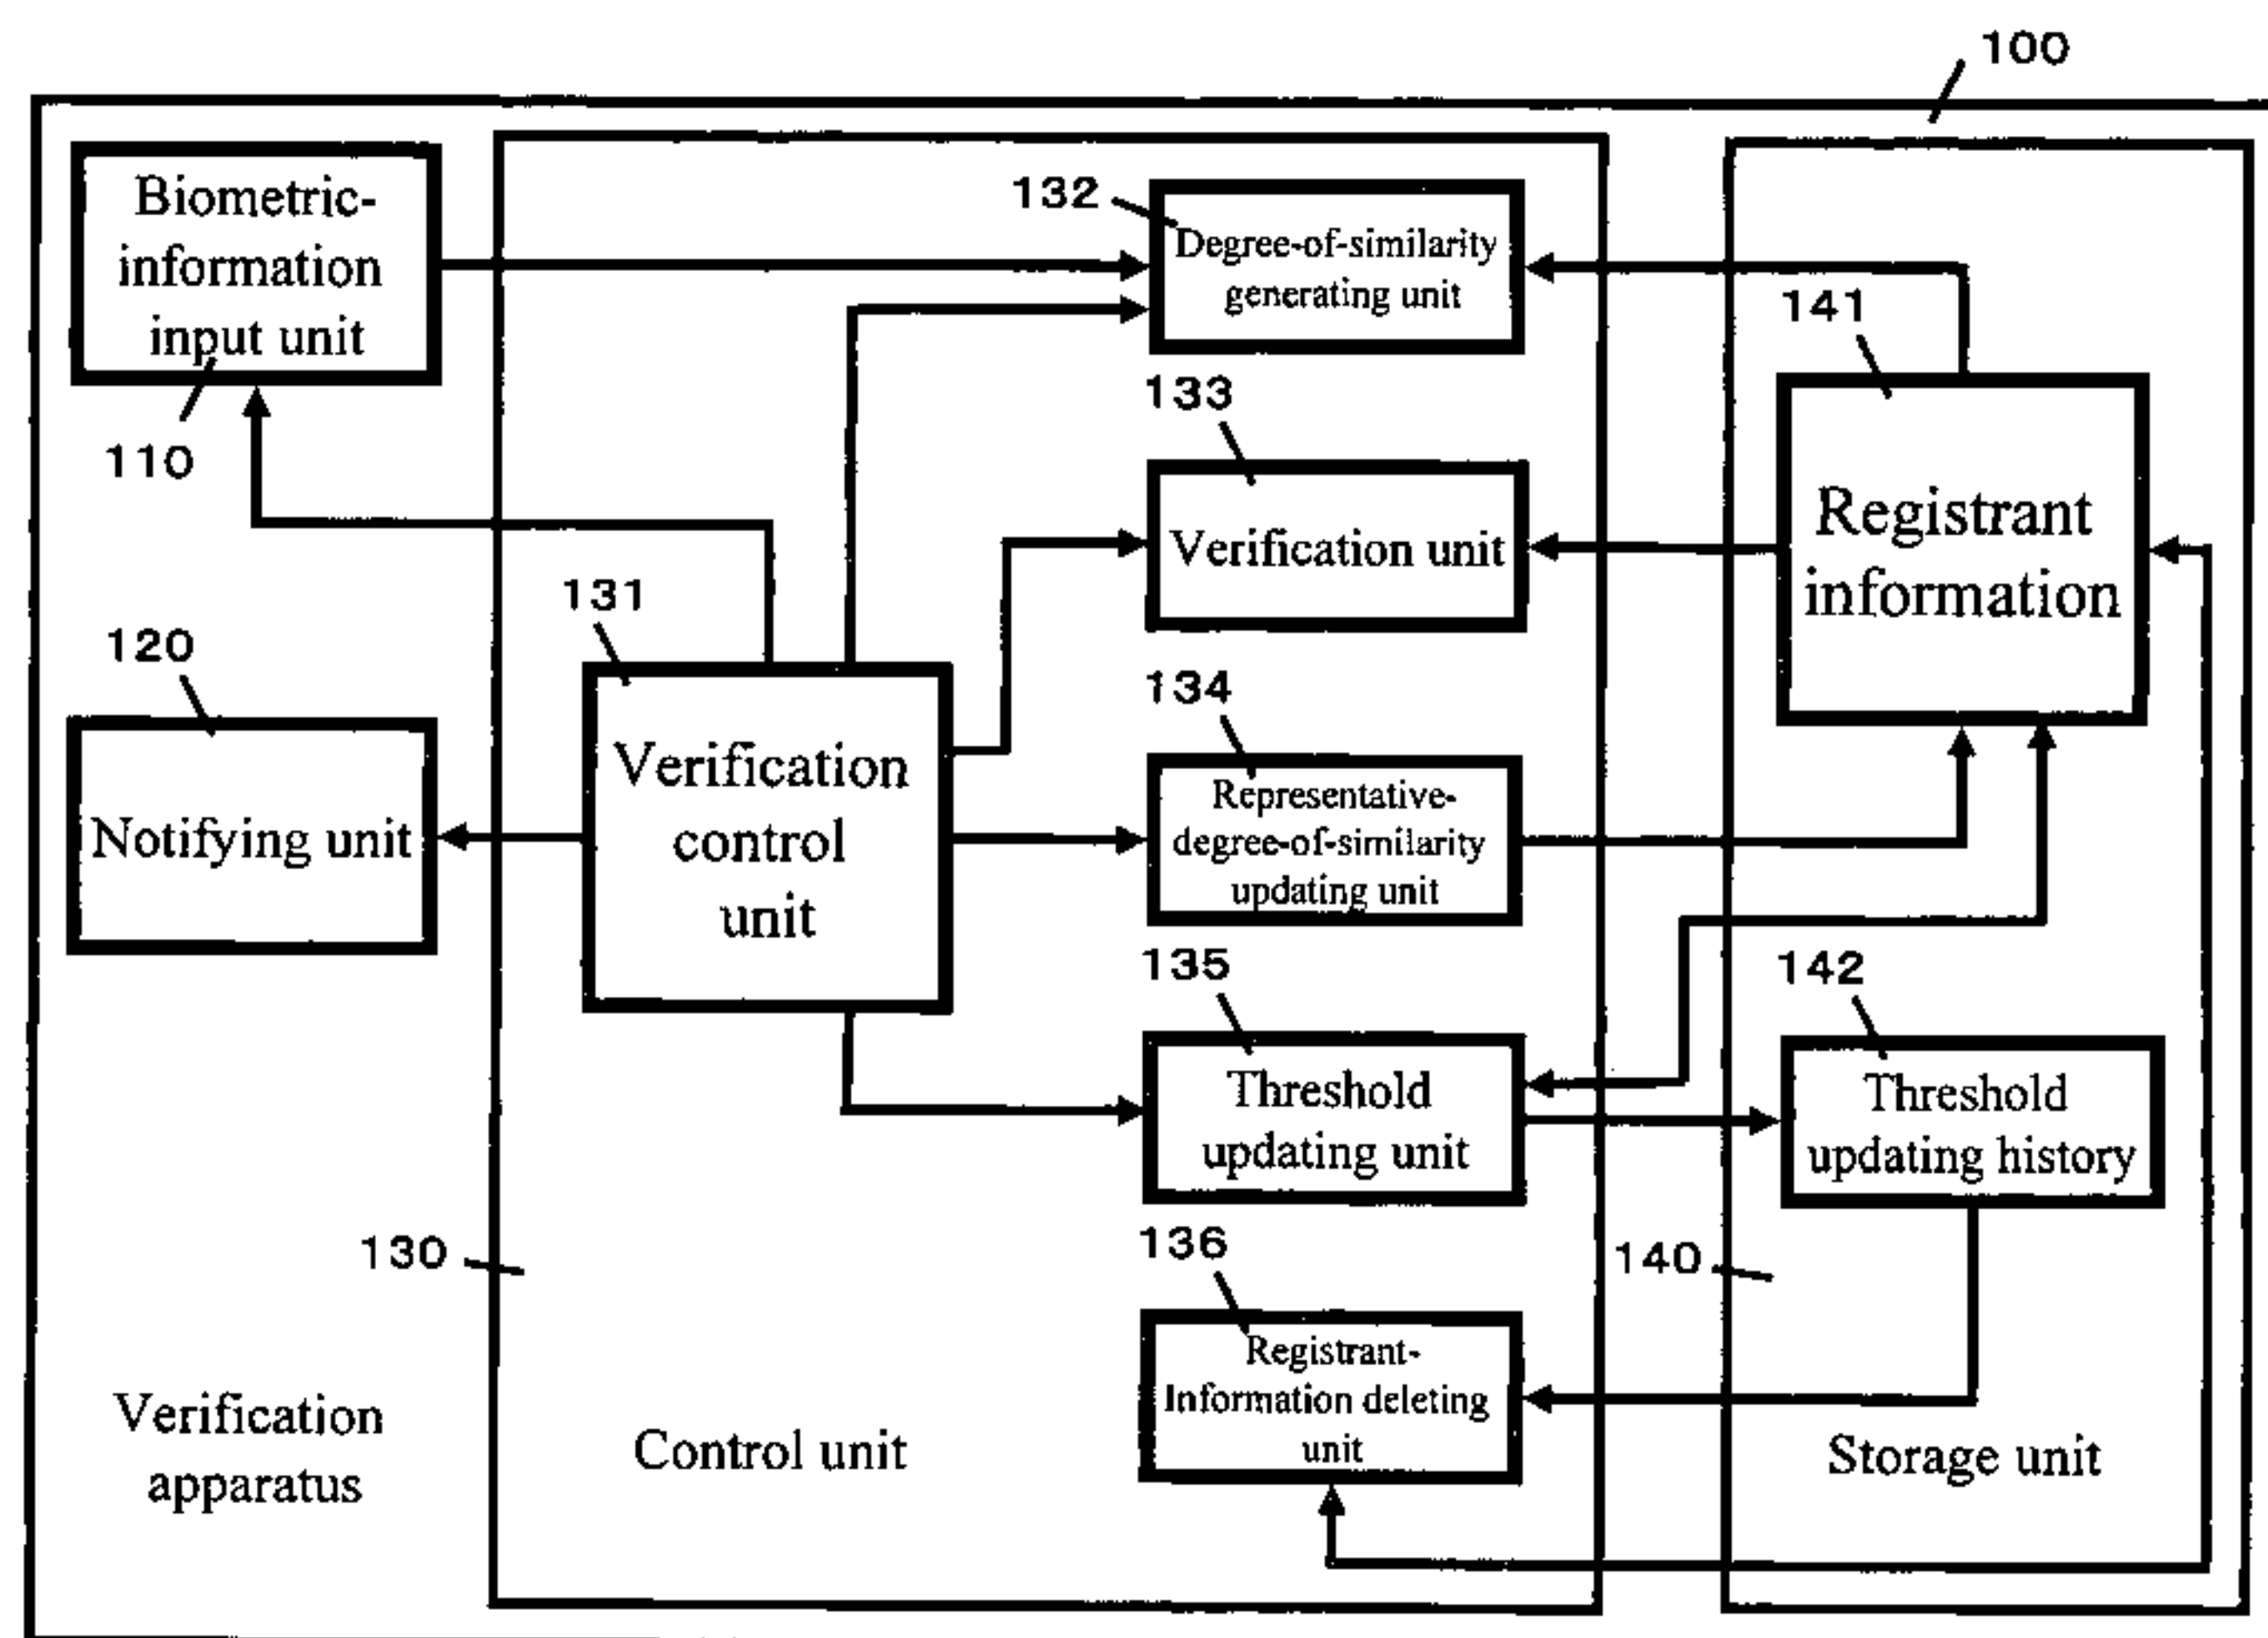 100
Biometric-
information
input unit
110
132
Degree-of-similarity
generating unit
141
133
Verification unit
Registrant
information
131
120
134
Verification
control
unit
Notifying unit
Representative-
degree-of-similarity
updating unit
135
142
Threshold
updating unit
Threshold
updating history
130
136
140
Registrant-
Information deleting
unit
Verification
apparatus
Control unit
Storage unit